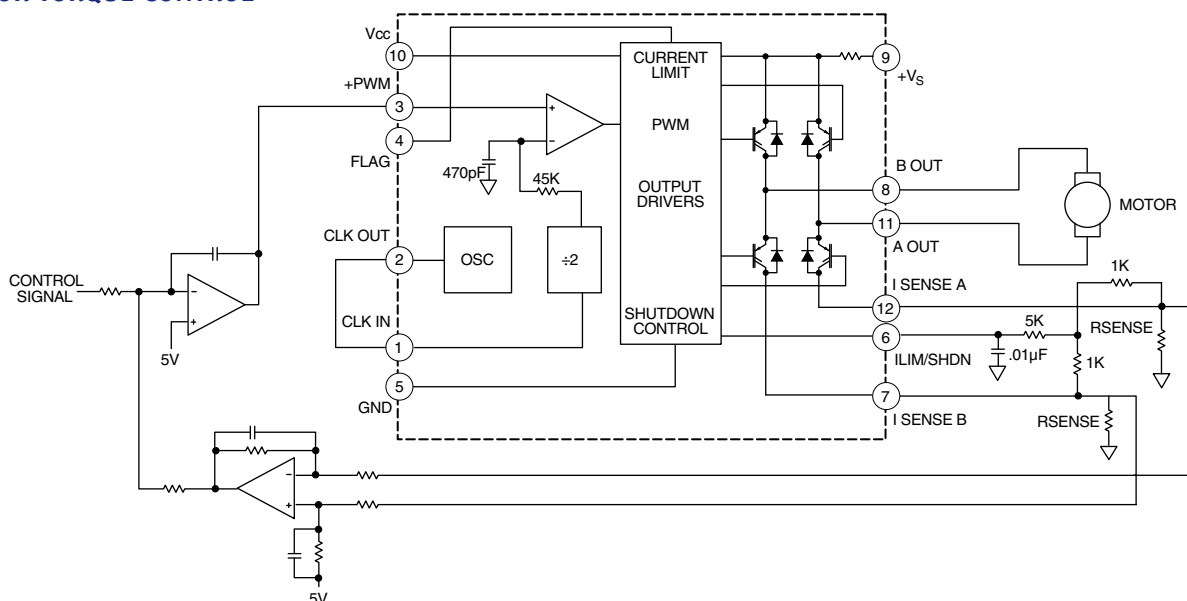 TORQUE CONTROL
Vcc
10
+PWM
3
4
FLAG
470pF
45K
CURRENT
LIMIT
PWM
OUTPUT
DRIVERS
SHUTDOWN
CONTROL
9
+VS
B OUT
8
11
A OUT
MOTOR
CLK OUT
2
OSC
÷2
CLK IN
1
5
GND
I SENSE A
12
6
ILIM/SHDN
7
I SENSE B
1K
5K
.01µF
1K
RSENSE
RSENSE
CONTROL
SIGNAL
–
+
5V
+
–
–
+
5V